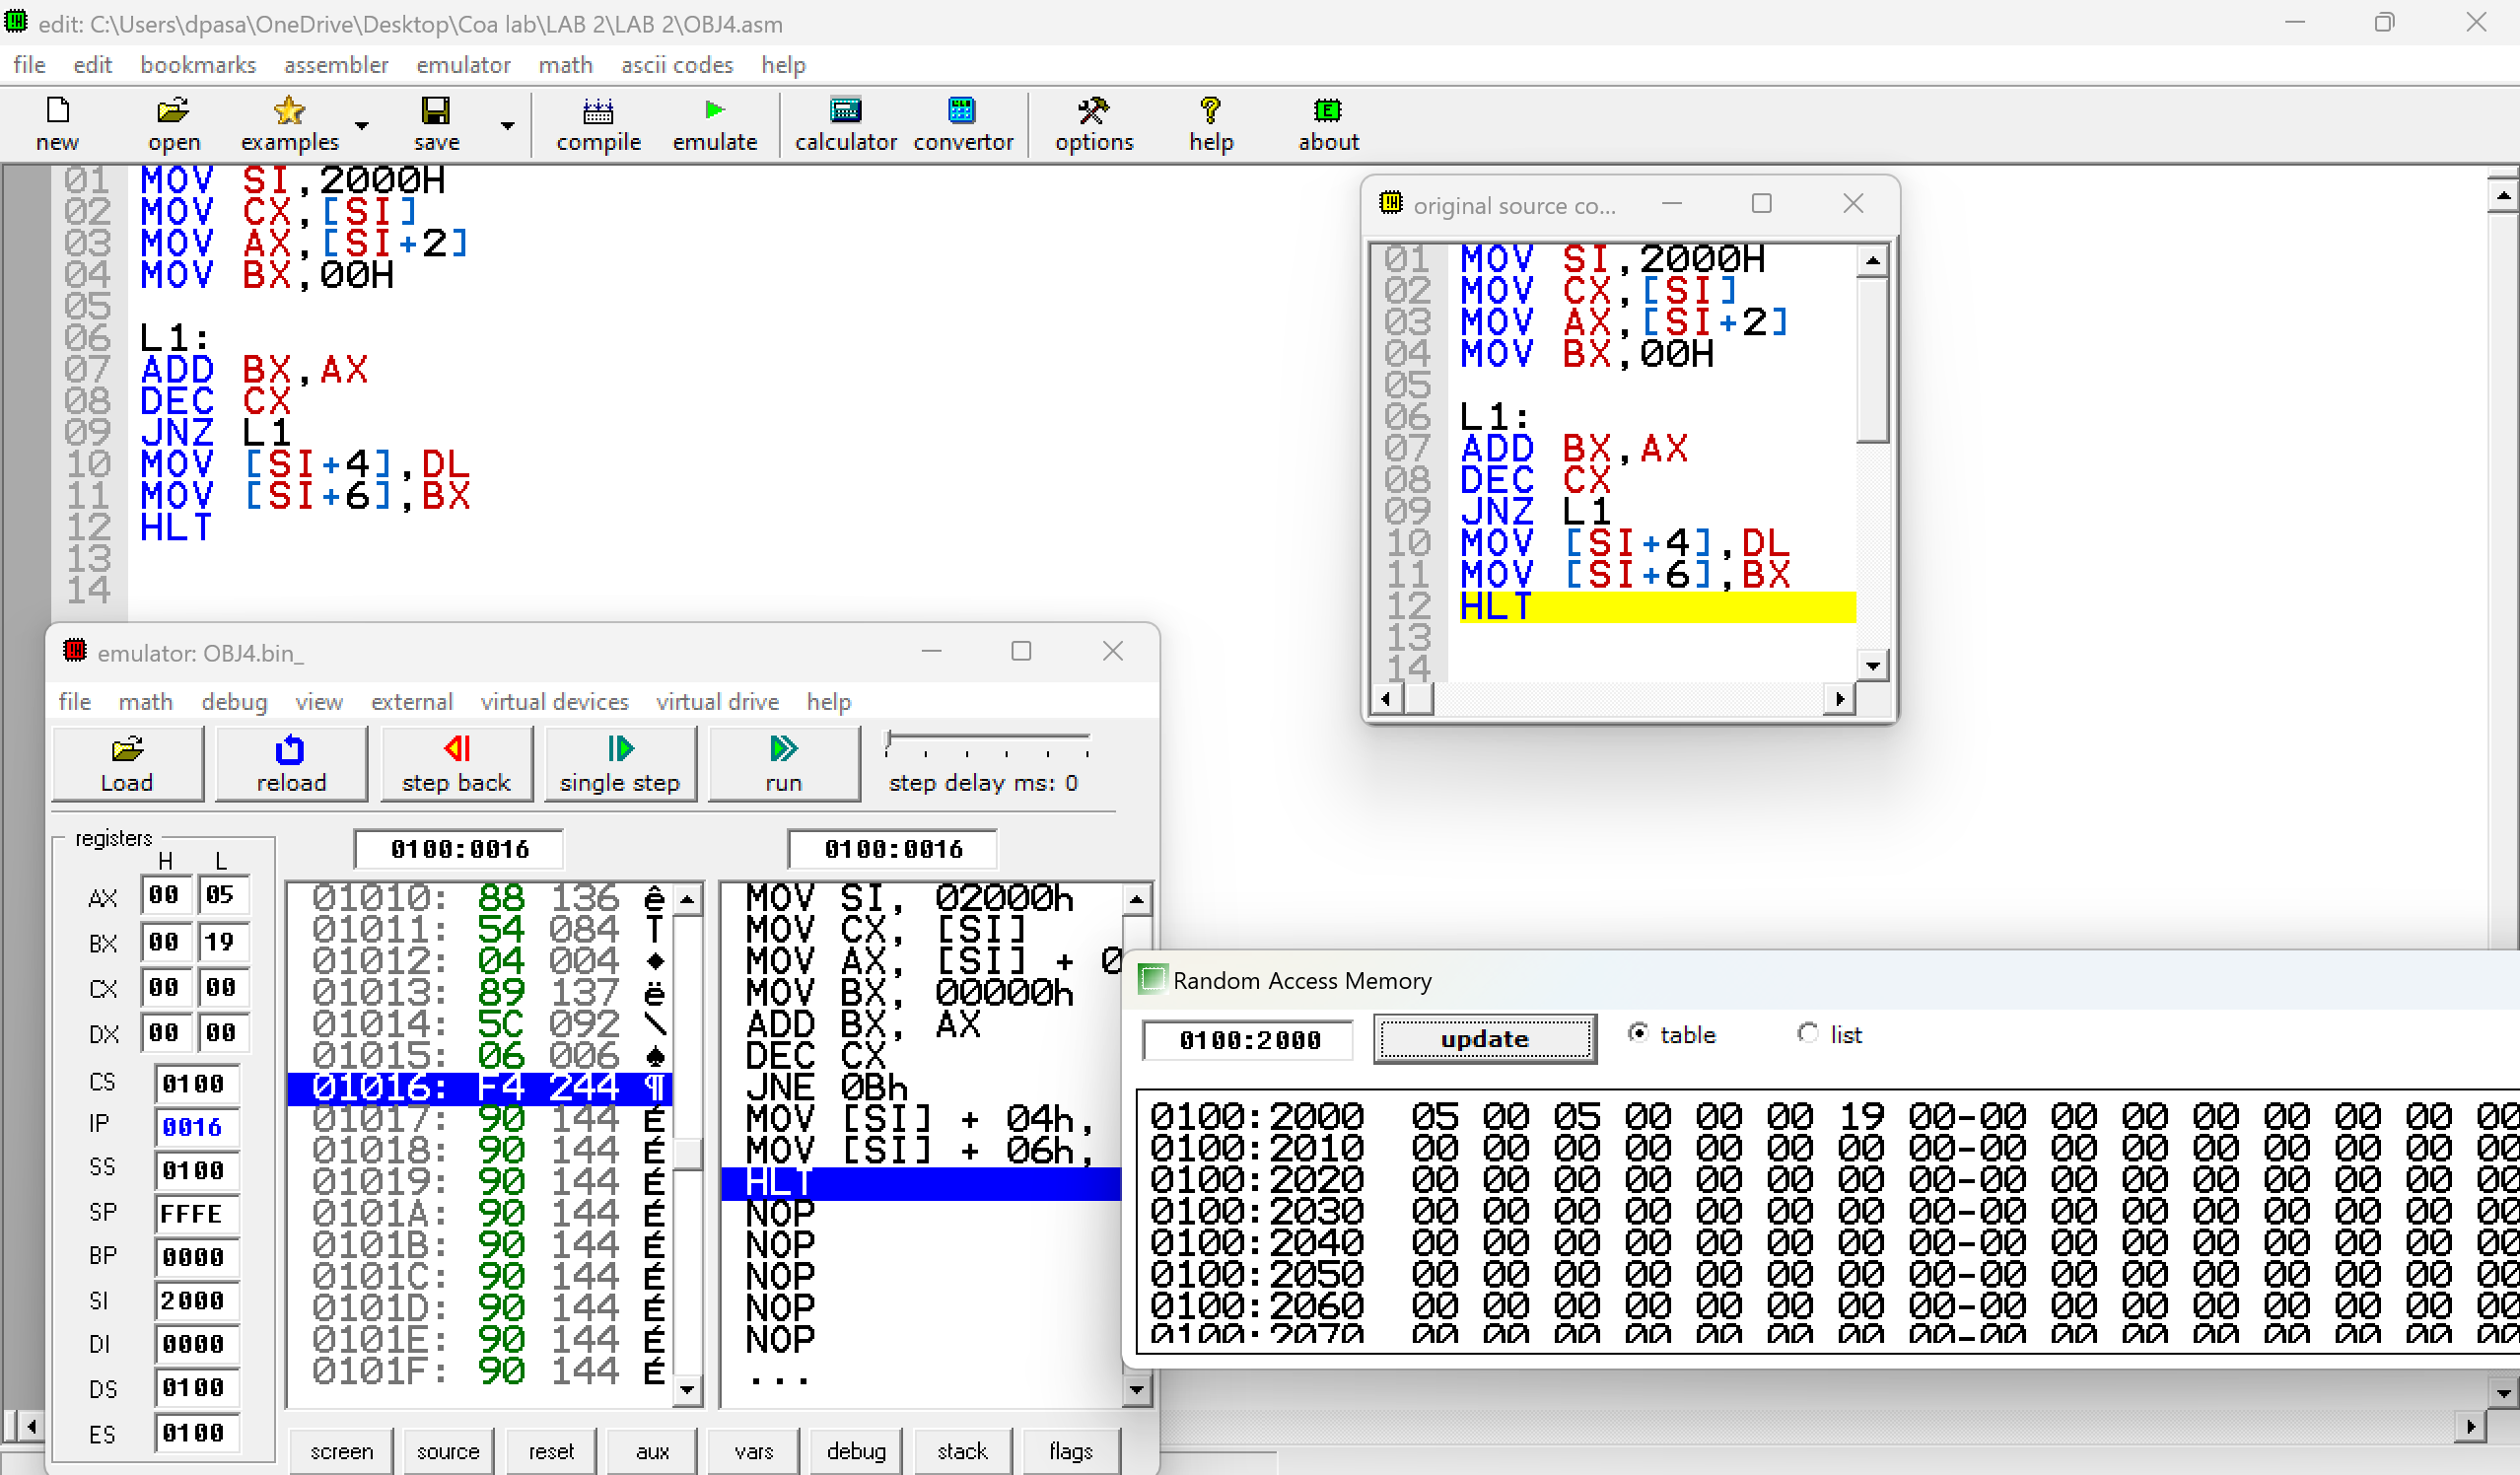 edit: C:\Users\dpasa\OneDrive\Desktop\Coa lab\LAB 2\LAB 2\OBJ4.asm
file edit bookmarks assembler emulator math ascii codes help
new open examples save compile emulate calculator convertor options help about
01 MOV SI,2000H
02 MOV CX,[SI]
03 MOV AX,[SI+2]
04 MOV BX,00H
05
06 L1:
07 ADD BX,AX
08 DEC CX
09 JNZ L1
10 MOV [SI+4],DL
11 MOV [SI+6],BX
12 HLT
13
14
original source co...
01 MOV SI,2000H
02 MOV CX,[SI]
03 MOV AX,[SI+2]
04 MOV BX,00H
05
06 L1:
07 ADD BX,AX
08 DEC CX
09 JNZ L1
10 MOV [SI+4],DL
11 MOV [SI+6],BX
12 HLT
13
14
emulator: OBJ4.bin_
file math debug view external virtual devices virtual drive help
Load reload step back single step run step delay ms: 0
registers
H L
AX 00 05
BX 00 19
CX 00 00
DX 00 00
CS 0100
IP 0016
SS 0100
SP FFFE
BP 0000
SI 2000
DI 0000
DS 0100
ES 0100
0100:0016
01010: 88 136 ê
01011: 54 084 T
01012: 04 004 ♦
01013: 89 137 ë
01014: 5C 092 \
01015: 06 006 ♠
01016: F4 244 ¶
01017: 90 144 É
01018: 90 144 É
01019: 90 144 É
0101A: 90 144 É
0101B: 90 144 É
0101C: 90 144 É
0101D: 90 144 É
0101E: 90 144 É
0101F: 90 144 É
0100:0016
MOV SI, 02000h
MOV CX, [SI]
MOV AX, [SI] + 0
MOV BX, 00000h
ADD BX, AX
DEC CX
JNE 0Bh
MOV [SI] + 04h,
MOV [SI] + 06h,
HLT
NOP
NOP
NOP
NOP
NOP
...
screen source reset aux vars debug stack flags
Random Access Memory
0100:2000 update table list
0100:2000 05 00 05 00 00 00 19 00-00 00 00 00 00 00 00 00
0100:2010 00 00 00 00 00 00 00 00-00 00 00 00 00 00 00 00
0100:2020 00 00 00 00 00 00 00 00-00 00 00 00 00 00 00 00
0100:2030 00 00 00 00 00 00 00 00-00 00 00 00 00 00 00 00
0100:2040 00 00 00 00 00 00 00 00-00 00 00 00 00 00 00 00
0100:2050 00 00 00 00 00 00 00 00-00 00 00 00 00 00 00 00
0100:2060 00 00 00 00 00 00 00 00-00 00 00 00 00 00 00 00
0100:2070 00 00 00 00 00 00 00 00-00 00 00 00 00 00 00 00